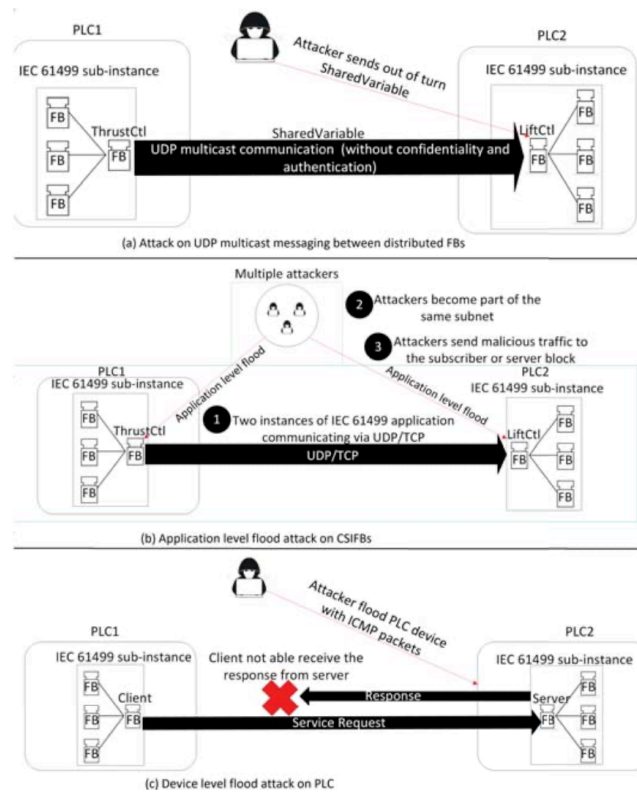 PLC1
PLC2
IEC 61499 sub-instance
IEC 61499 sub-instance
Attacker sends out of turn
SharedVariable
FB
FB
FB
ThrustCtl
FB
SharedVariable
UDP multicast communication (without confidentiality and
authentication)
LiftCtl
FB
FB
FB
FB
(a) Attack on UDP multicast messaging between distributed FBs
Multiple attackers
2 Attackers become part of the
same subnet
3 Attackers send malicious traffic to
the subscriber or server block
Application level flood
Application level flood
PLC1
IEC 61499 sub-instance
PLC2
IEC 61499 sub-instance
1 Two instances of IEC 61499 application
communicating via UDP/TCP
FB
FB
FB
ThrustCtl
FB
UDP/TCP
LiftCtl
FB
FB
FB
FB
(b) Application level flood attack on CSIFBs
Attacker flood PLC device
with ICMP packets
PLC1
PLC2
IEC 61499 sub-instance
IEC 61499 sub-instance
Client not able receive the
response from server
FB
FB
FB
Client
FB
Response
Service Request
Server
FB
FB
FB
FB
(c) Device level flood attack on PLC